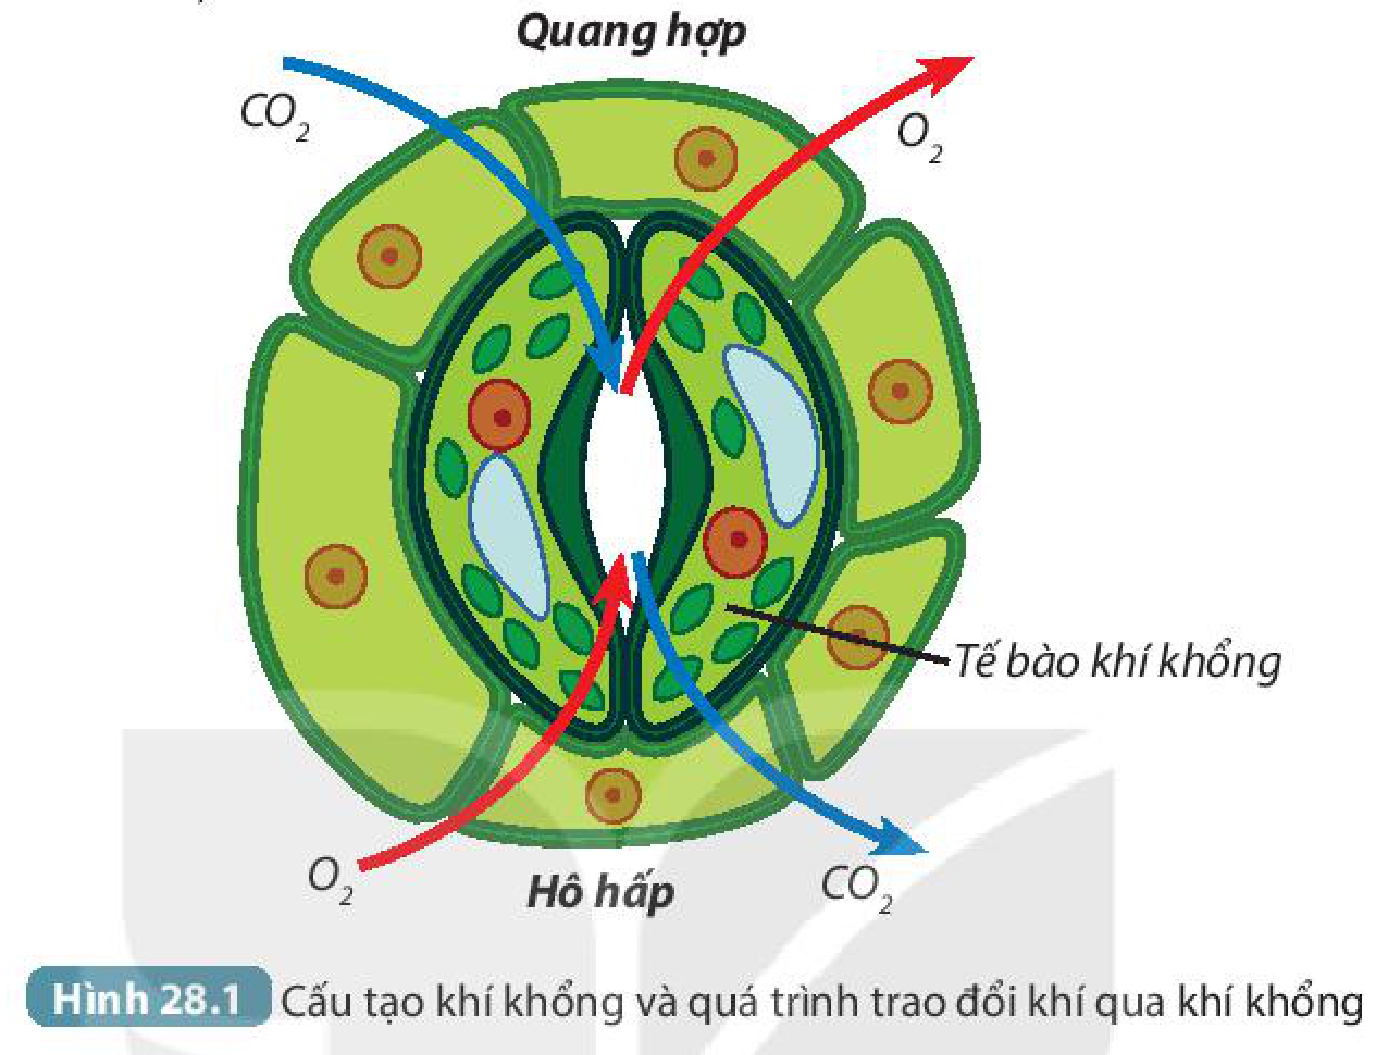 Quang hợp
CO₂
O₂
Tế bào khí khổng
O₂
Hô hấp
CO₂
Hình 28.1 Cấu tạo khí khổng và quá trình trao đổi khí qua khí khổng